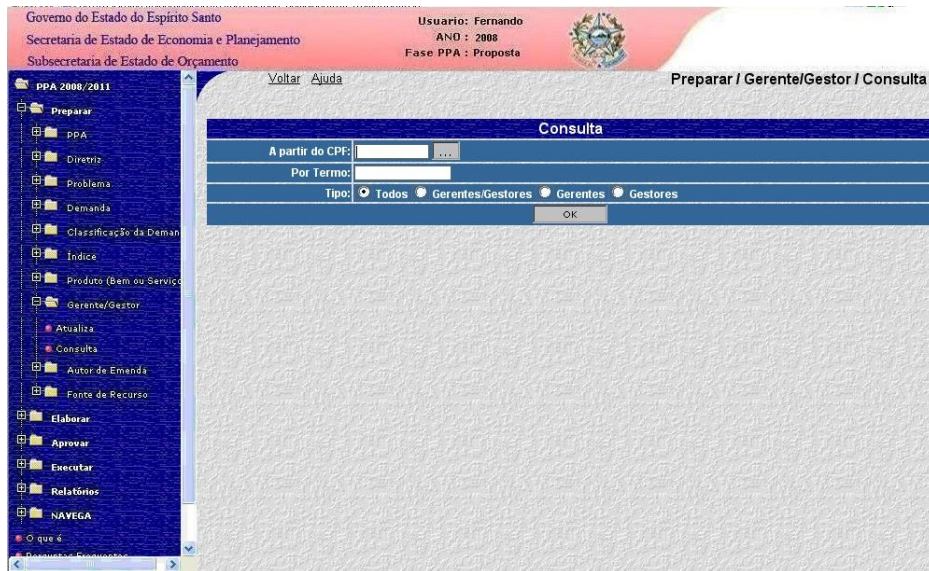 Governo do Estado do Espírito Santo
Secretaria de Estado de Economia e Planejamento
Subsecretaria de Estado de Orçamento
Usuario: Fernando
ANO : 2008
Fase PPA : Proposta
Voltar Ajuda
Preparar / Gerente/Gestor / Consulta
PPA 2008/2011
Preparar
PPA
Diretriz
Problema
Demanda
Classificação da Deman
Índice
Produto (Bem ou Serviço
Gerente/Gestor
Atualiza
Consulta
Autor de Emenda
Fonte de Recurso
Elaborar
Aprovar
Executar
Relatórios
NAVEGA
O que é
Perguntas Frequentes
Consulta
A partir do CPF: ...
Por Termo:
Tipo: Todos Gerentes/Gestores Gerentes Gestores
OK